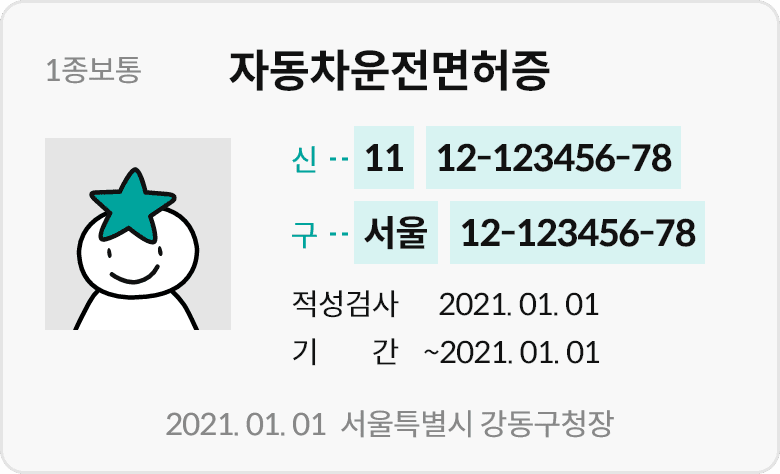 1종보통 자동차운전면허증
신 -- 11 12-123456-78
구 -- 서울 12-123456-78
적성검사 2021. 01. 01
기 간 ~2021. 01. 01
2021. 01. 01 서울특별시 강동구청장